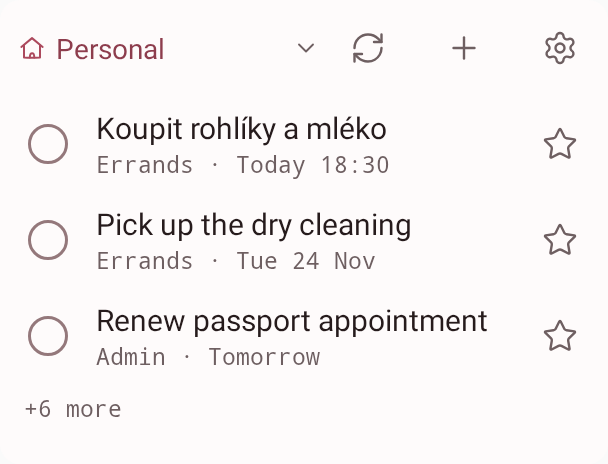 Personal
Koupit rohlíky a mléko
Errands · Today 18:30
Pick up the dry cleaning
Errands · Tue 24 Nov
Renew passport appointment
Admin · Tomorrow
+6 more